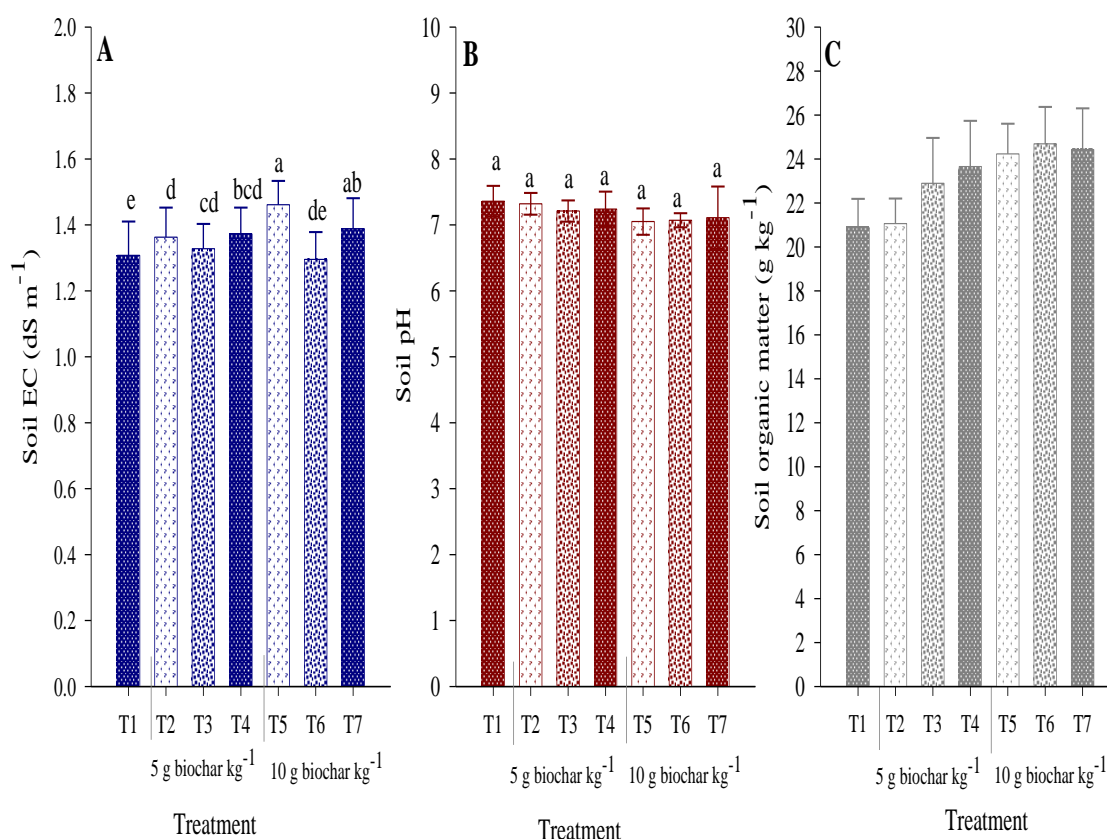 A
Soil EC (dS m⁻¹)
2.0
1.8
1.6
1.4
1.2
1.0
0.8
0.6
0.4
0.2
0.0
e d cd bcd a de ab
T1 T2 T3 T4 T5 T6 T7
5 g biochar kg⁻¹ 10 g biochar kg⁻¹
Treatment
B
Soil pH
10
9
8
7
6
5
4
3
2
1
0
a a a a a a a
T1 T2 T3 T4 T5 T6 T7
5 g biochar kg⁻¹ 10 g biochar kg⁻¹
Treatment
C
Soil organic matter (g kg⁻¹)
30
28
26
24
22
20
18
16
14
12
10
8
6
4
2
0
T1 T2 T3 T4 T5 T6 T7
5 g biochar kg⁻¹ 10 g biochar kg⁻¹
Treatment